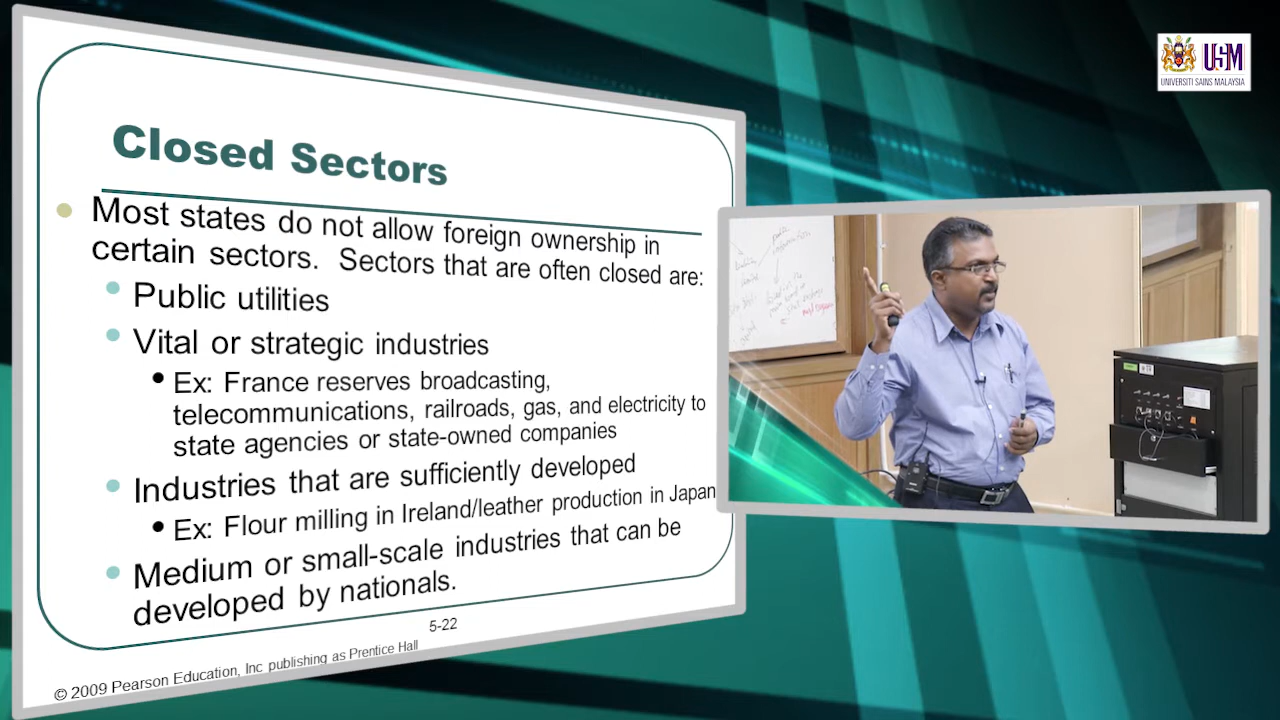 Closed Sectors
Most states do not allow foreign ownership in
certain sectors. Sectors that are often closed are:
Public utilities
Vital or strategic industries
Ex: France reserves broadcasting,
telecommunications, railroads, gas, and electricity to
state agencies or state-owned companies
Industries that are sufficiently developed
Ex: Flour milling in Ireland/leather production in Japan
Medium or small-scale industries that can be
developed by nationals.
5-22
© 2009 Pearson Education, Inc publishing as Prentice Hall
USM
UNIVERSITI SAINS MALAYSIA